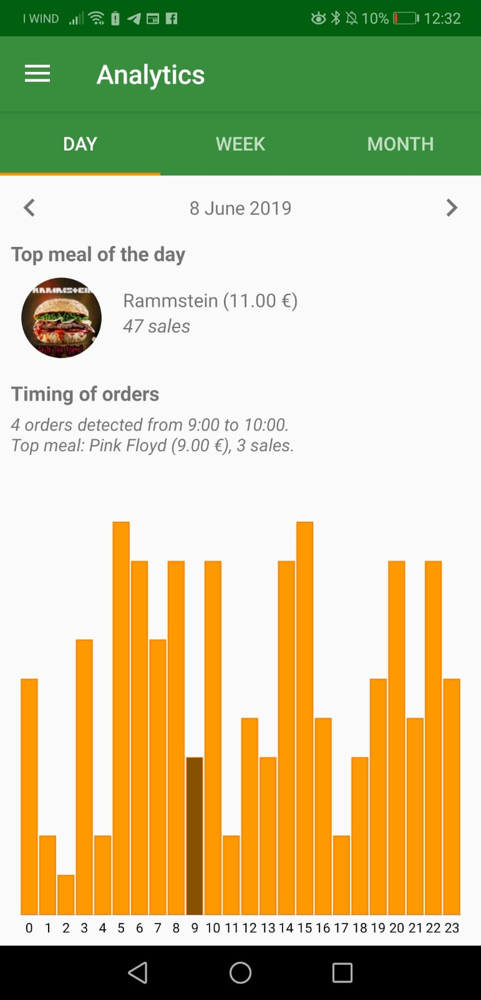 I WIND
10%
12:32
Analytics
DAY WEEK MONTH
8 June 2019
Top meal of the day
RAMMSTEIN
Rammstein (11.00 €)
47 sales
Timing of orders
4 orders detected from 9:00 to 10:00.
Top meal: Pink Floyd (9.00 €), 3 sales.
0 1 2 3 4 5 6 7 8 9 10 11 12 13 14 15 16 17 18 19 20 21 22 23